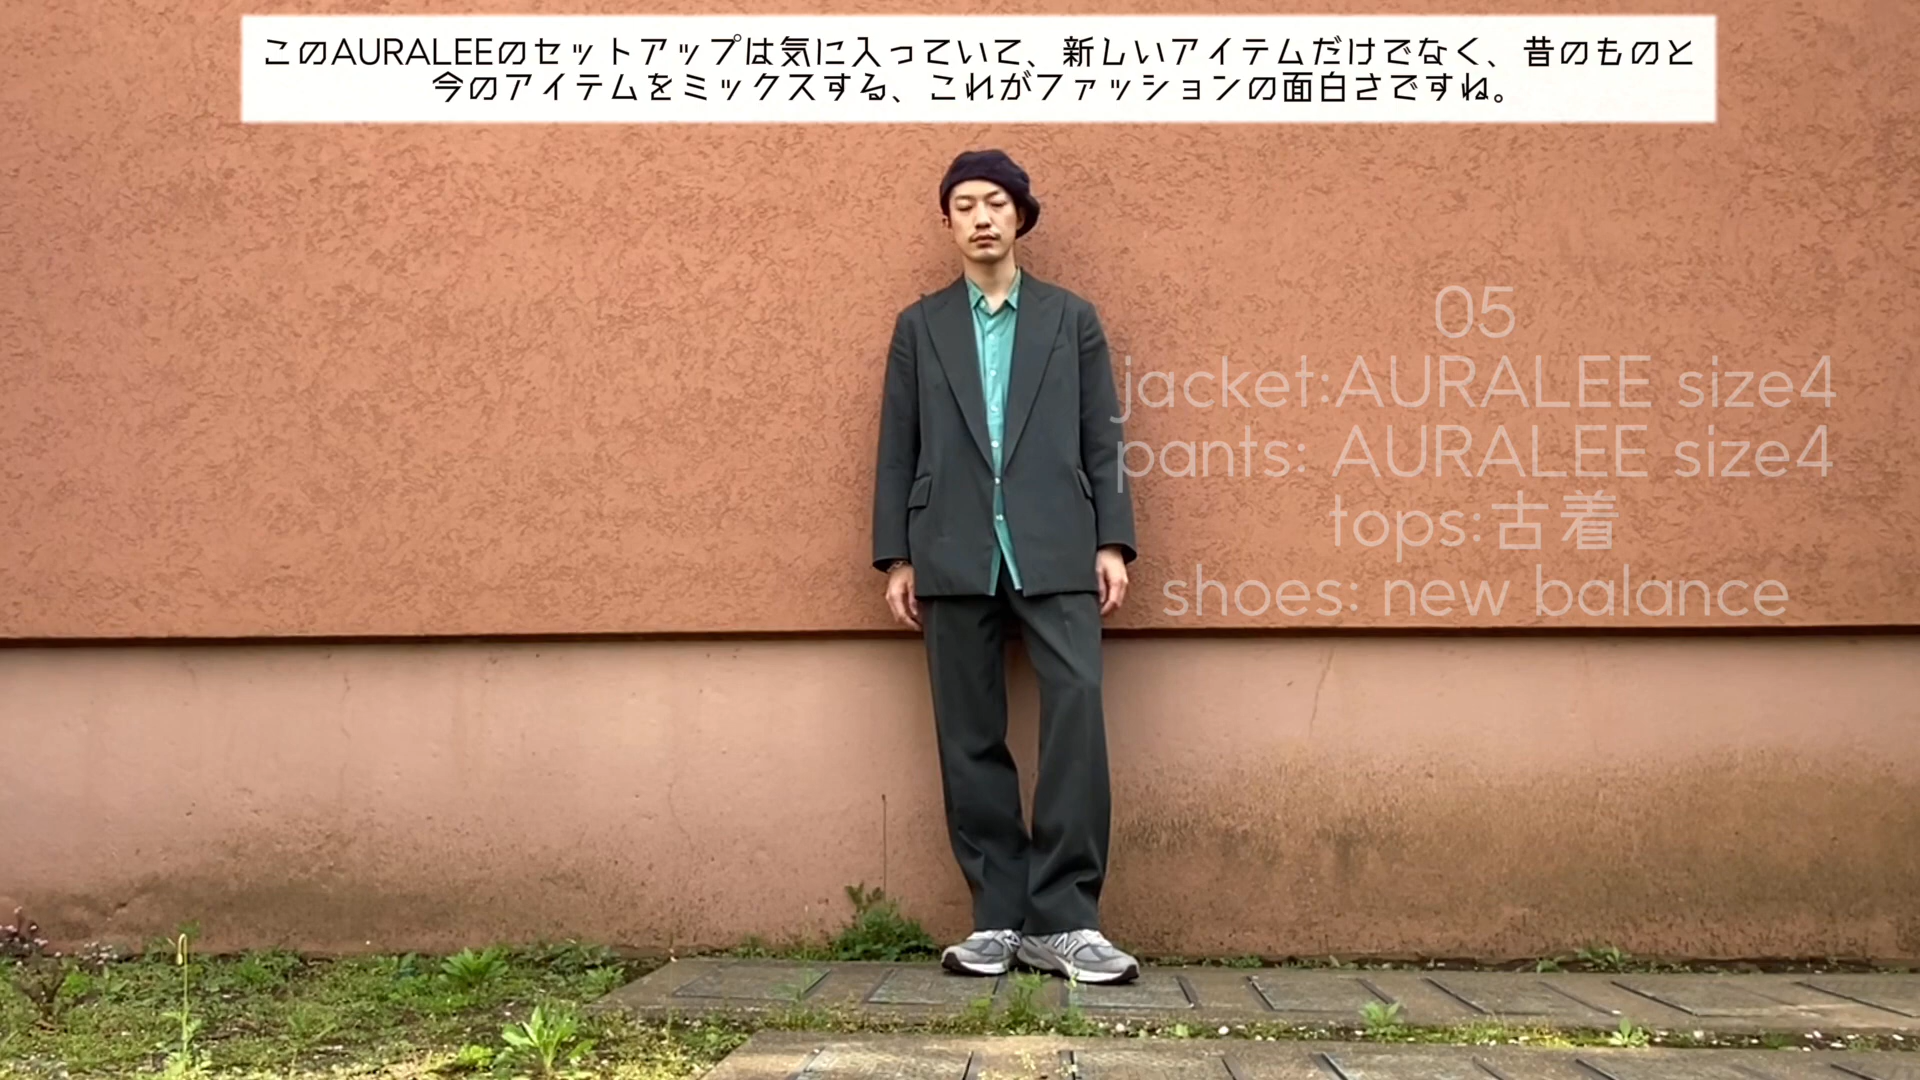 このAURALEEのセットアップは気に入っていて、新しいアイテムだけでなく、昔のものと
今のアイテムをミックスする、これがファッションの面白さですね。
05
jacket:AURALEE size4
pants: AURALEE size4
tops:古着
shoes: new balance
N